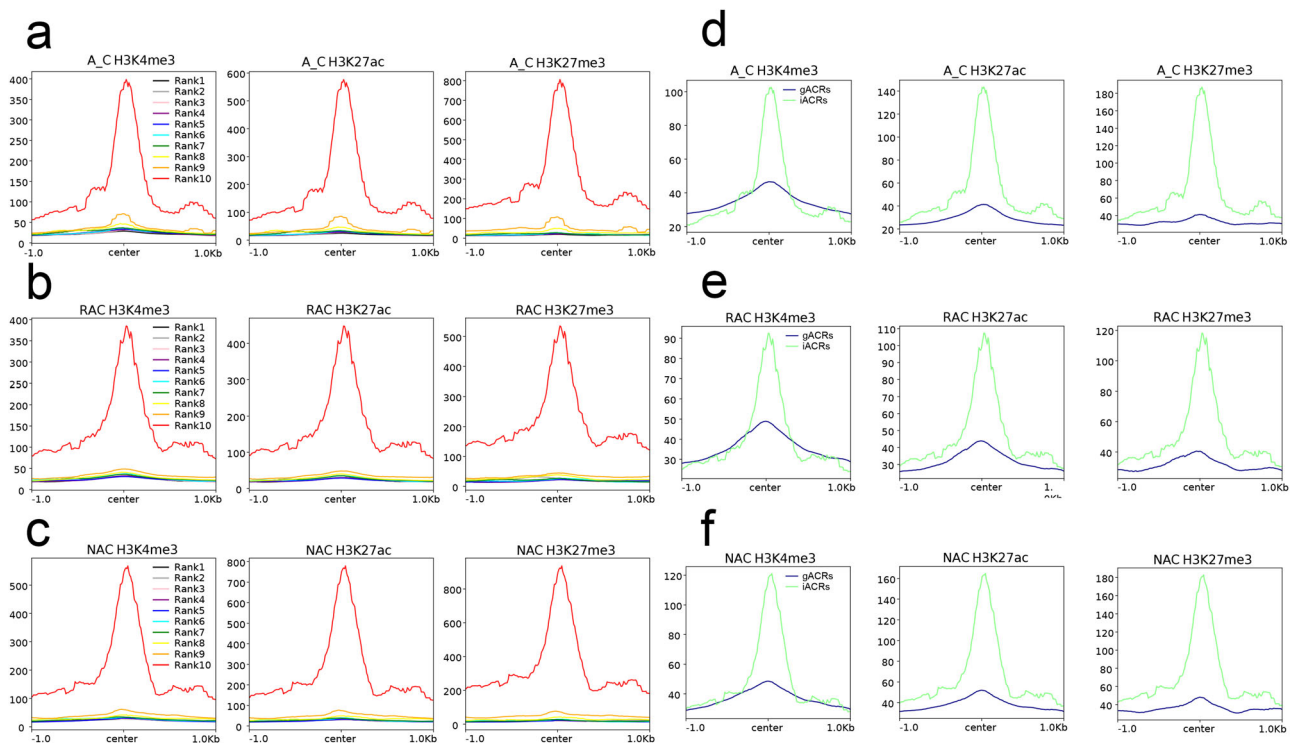 a
A_C H3K4me3
400
350
300
250
200
150
100
50
0
-1.0
center
1.0Kb
Rank1
Rank2
Rank3
Rank4
Rank5
Rank6
Rank7
Rank8
Rank9
Rank10
A_C H3K27ac
600
500
400
300
200
100
0
-1.0
center
1.0Kb
A_C H3K27me3
800
600
400
200
100
0
-1.0
center
1.0Kb
d
A_C H3K4me3
100
80
60
40
20
-1.0
center
1.0Kb
gACRs
iACRs
A_C H3K27ac
140
120
100
80
60
40
20
-1.0
center
1.0Kb
A_C H3K27me3
180
160
140
120
100
80
60
40
-1.0
center
1.0Kb
b
RAC H3K4me3
400
350
300
250
200
150
100
50
0
-1.0
center
1.0Kb
Rank1
Rank2
Rank3
Rank4
Rank5
Rank6
Rank7
Rank8
Rank9
Rank10
RAC H3K27ac
400
300
200
100
0
-1.0
center
1.0Kb
RAC H3K27me3
500
400
300
200
100
0
-1.0
center
1.0Kb
e
RAC H3K4me3
90
80
70
60
50
40
30
-1.0
center
1.0Kb
gACRs
iACRs
RAC H3K27ac
110
100
90
80
70
60
50
40
30
-1.0
center
1.
RAC H3K27me3
120
100
80
60
40
-1.0
center
1.0Kb
c
NAC H3K4me3
500
400
300
200
100
0
-1.0
center
1.0Kb
Rank1
Rank2
Rank3
Rank4
Rank5
Rank6
Rank7
Rank8
Rank9
Rank10
NAC H3K27ac
800
700
600
500
400
300
200
100
0
-1.0
center
1.0Kb
NAC H3K27me3
800
600
400
200
0
-1.0
center
1.0Kb
f
NAC H3K4me3
120
100
80
60
40
-1.0
center
1.0Kb
gACRs
iACRs
NAC H3K27ac
160
140
120
100
80
60
40
-1.0
center
1.0Kb
NAC H3K27me3
180
160
140
120
100
80
60
40
-1.0
center
1.0Kb